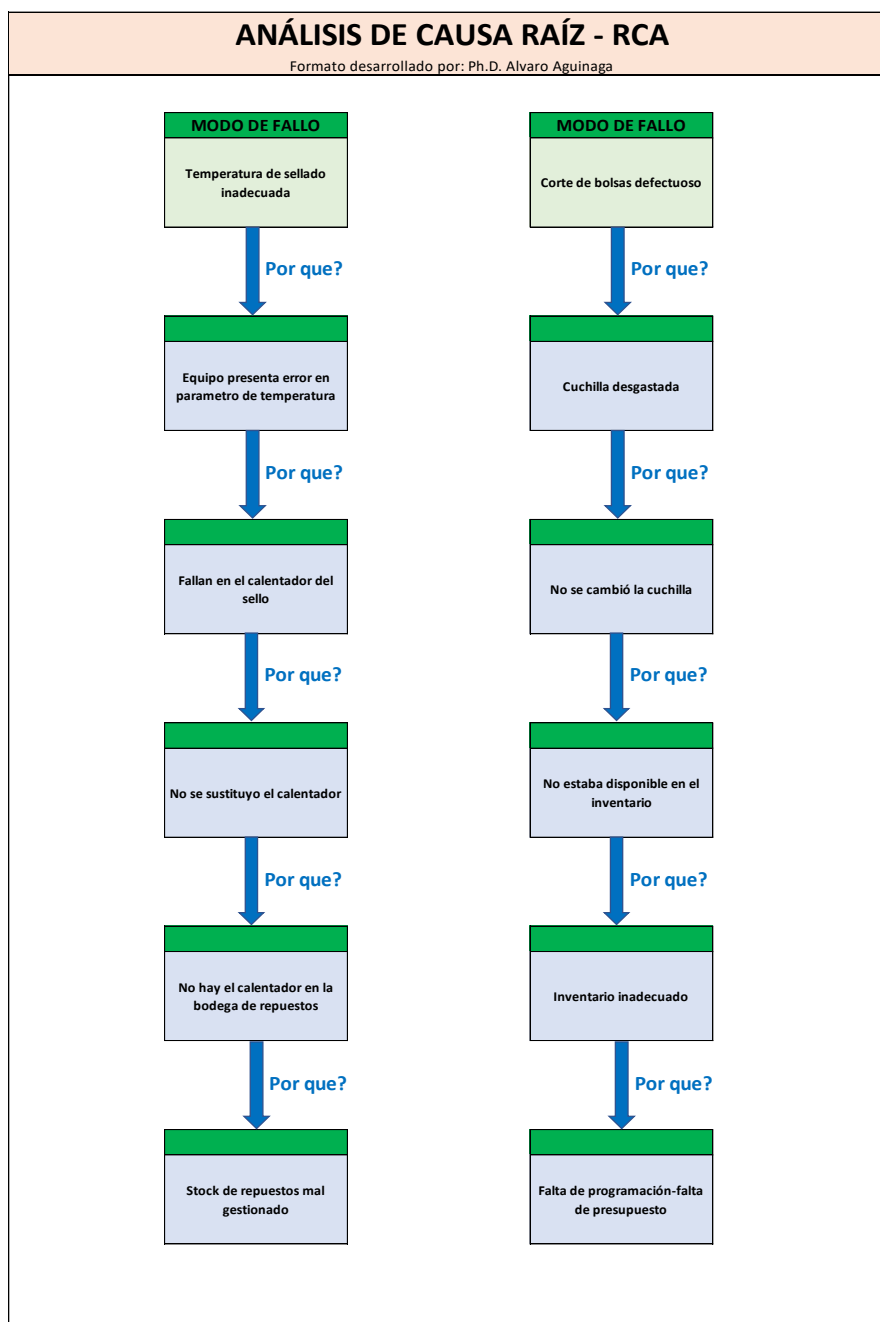 ANÁLISIS DE CAUSA RAÍZ - RCA
Formato desarrollado por: Ph.D. Alvaro Aguinaga
MODO DE FALLO
Temperatura de sellado
inadecuada
Por que?
Equipo presenta error en
parametro de temperatura
Por que?
Fallan en el calentador del
sello
Por que?
No se sustituyo el calentador
Por que?
No hay el calentador en la
bodega de repuestos
Por que?
Stock de repuestos mal
gestionado
MODO DE FALLO
Corte de bolsas defectuoso
Por que?
Cuchilla desgastada
Por que?
No se cambió la cuchilla
Por que?
No estaba disponible en el
inventario
Por que?
Inventario inadecuado
Por que?
Falta de programación-falta
de presupuesto